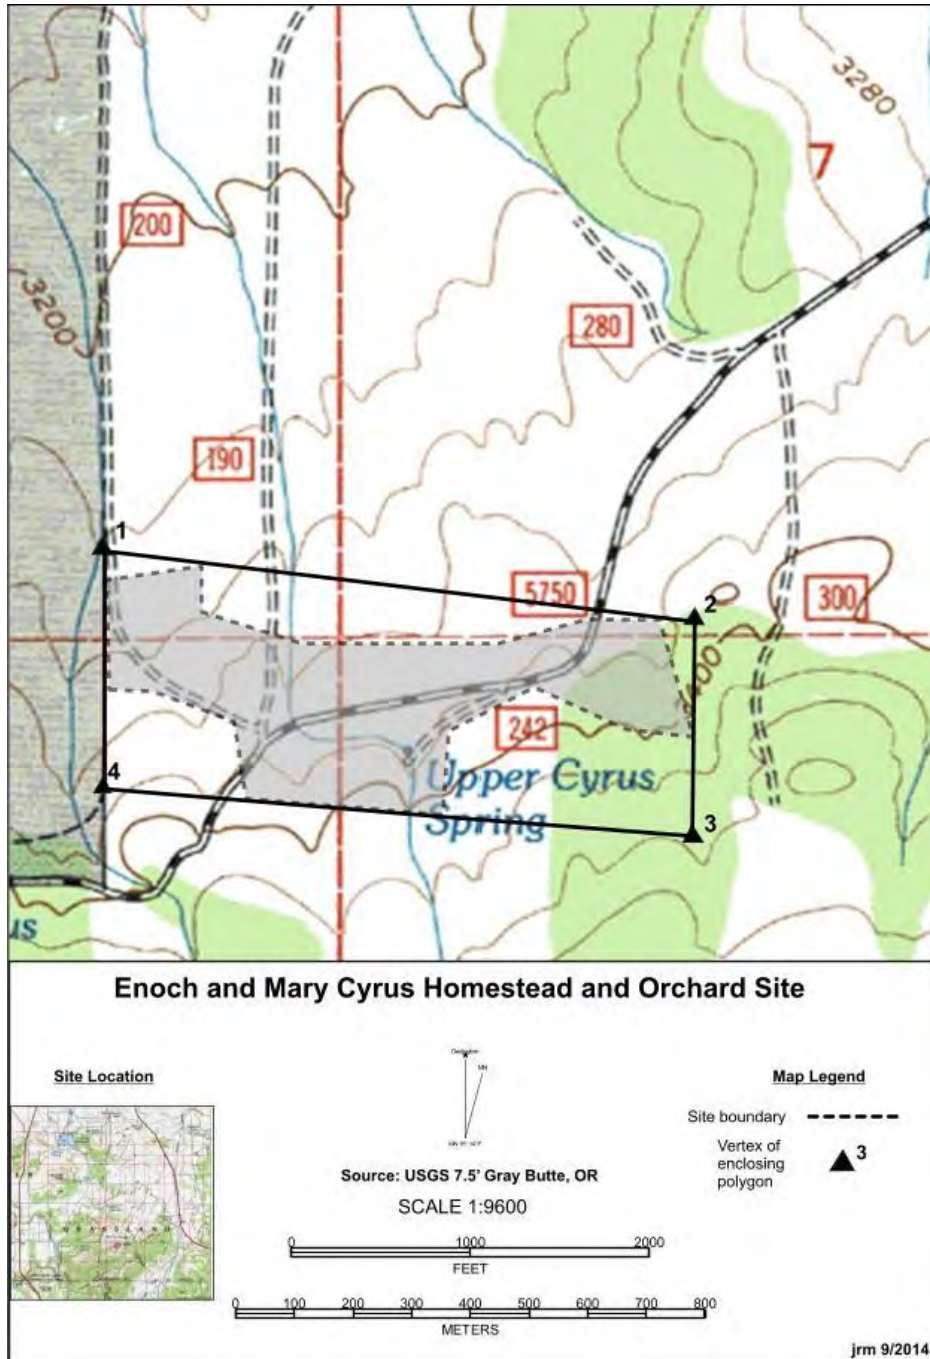 3280
7
200
3200
280
190
1
5750
2
300
3400
242
4
Upper Cyrus
Spring
3
us
Enoch and Mary Cyrus Homestead and Orchard Site
Site Location
MN
Map Legend
Site boundary
Vertex of
enclosing
polygon
3
Source: USGS 7.5' Gray Butte, OR
SCALE 1:9600
0 1000 2000
FEET
0 100 200 300 400 500 600 700 800
METERS
jrm 9/2014